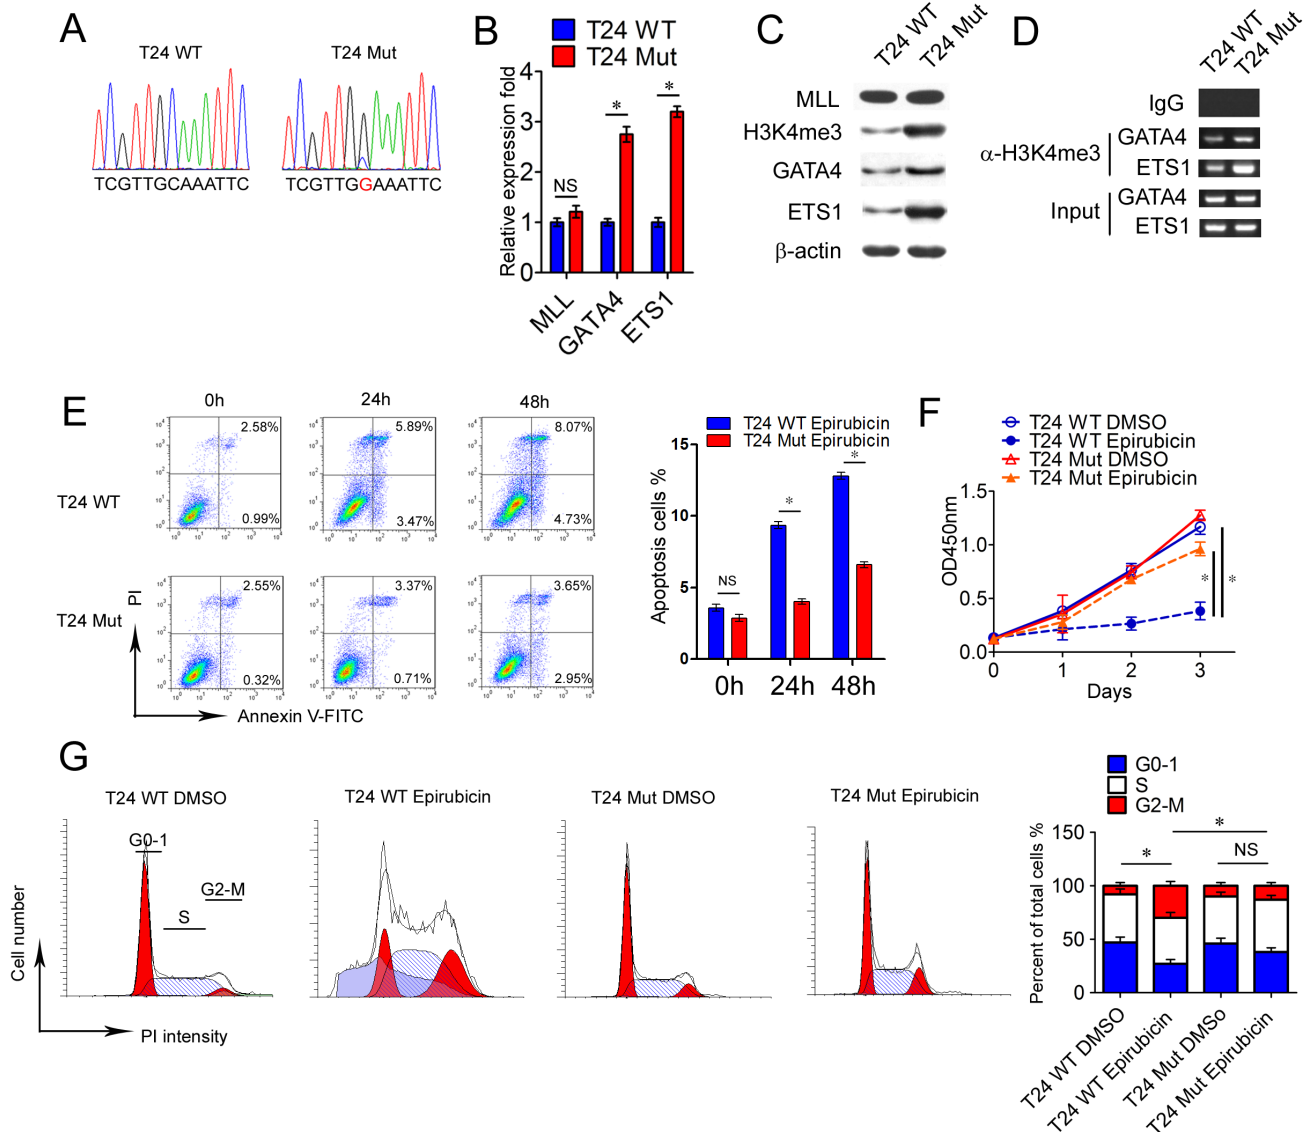 A
T24 WT
T24 Mut
TCGTTGCAAATTC
TCGTTGGAAATTC
B
T24 WT
T24 Mut
Relative expression fold
4
3
2
1
0
NS
*
*
MLL
GATA4
ETS1
C
T24 WT
T24 Mut
MLL
H3K4me3
GATA4
ETS1
β-actin
D
T24 WT
T24 Mut
IgG
α-H3K4me3
GATA4
ETS1
Input
GATA4
ETS1
E
0h
24h
48h
T24 WT
2.58%
0.99%
5.89%
3.47%
8.07%
4.73%
T24 Mut
2.55%
0.32%
3.37%
0.71%
3.65%
2.95%
PI
Annexin V-FITC
T24 WT Epirubicin
T24 Mut Epirubicin
Apoptosis cells %
15
10
5
0
NS
*
*
0h
24h
48h
F
T24 WT DMSO
T24 WT Epirubicin
T24 Mut DMSO
T24 Mut Epirubicin
OD450nm
1.5
1.0
0.5
0.0
*
*
0
1
2
3
Days
G
T24 WT DMSO
T24 WT Epirubicin
T24 Mut DMSO
T24 Mut Epirubicin
G0-1
S
G2-M
Cell number
PI intensity
G0-1
S
G2-M
Percent of total cells %
150
100
50
0
*
*
NS
T24 WT DMSO
T24 WT Epirubicin
T24 Mut DMSo
T24 Mut Epirubicin